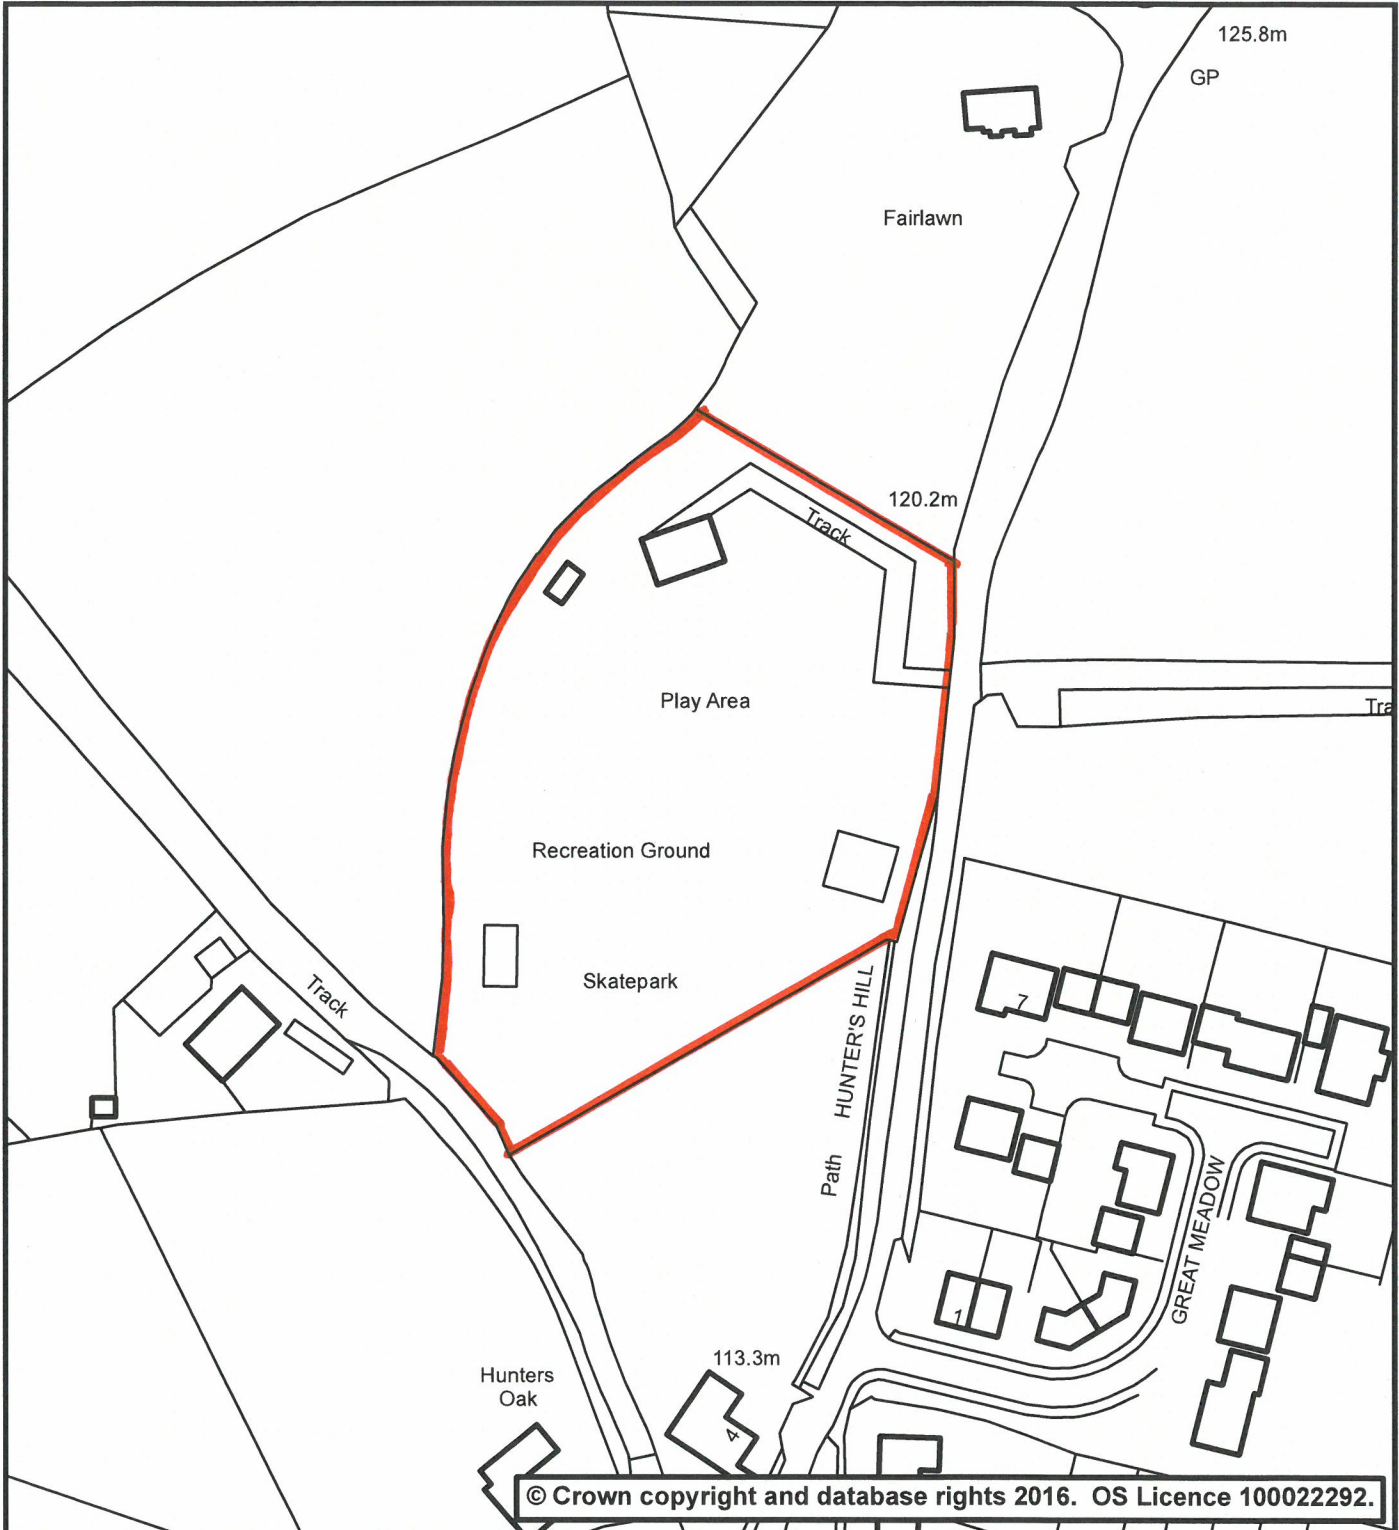 125.8m
GP
Fairlawn
120.2m
Track
Play Area
Tra
Recreation Ground
Skatepark
Track
HUNTER'S HILL
Path
7
GREAT MEADOW
1
113.3m
Hunters
Oak
4
© Crown copyright and database rights 2016. OS Licence 100022292.